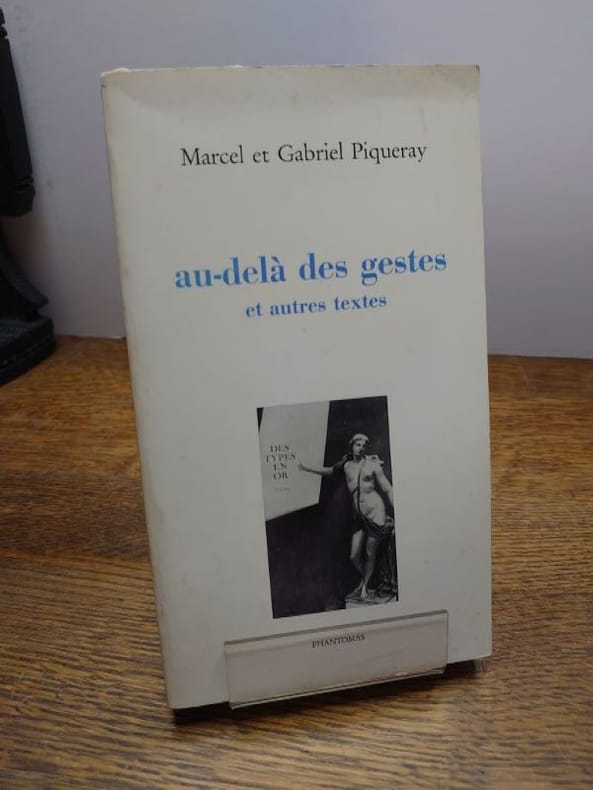 Marcel et Gabriel Piqueray
au-delà des gestes
et autres textes
DES
TYPES
EN
OR
PHANTOMAS